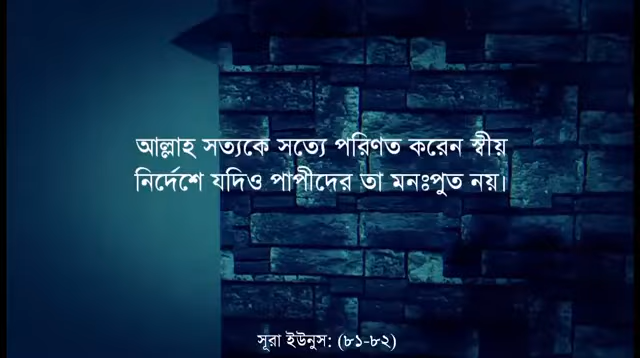 আল্লাহ সত্যকে সত্যে পরিণত করেন স্বীয়
নির্দেশে যদিও পাপীদের তা মনঃপুত নয়।
সূরা ইউনুস: (৮১-৮২)